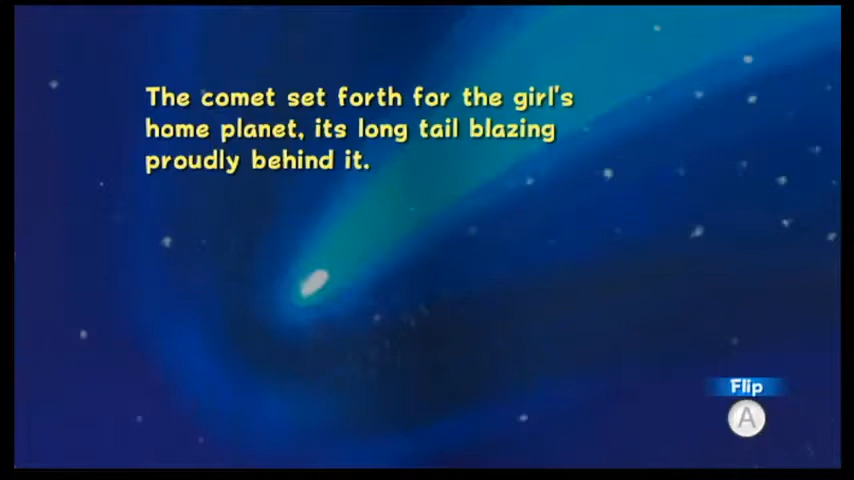 The comet set forth for the girl's
home planet, its long tail blazing
proudly behind it.
Flip
A